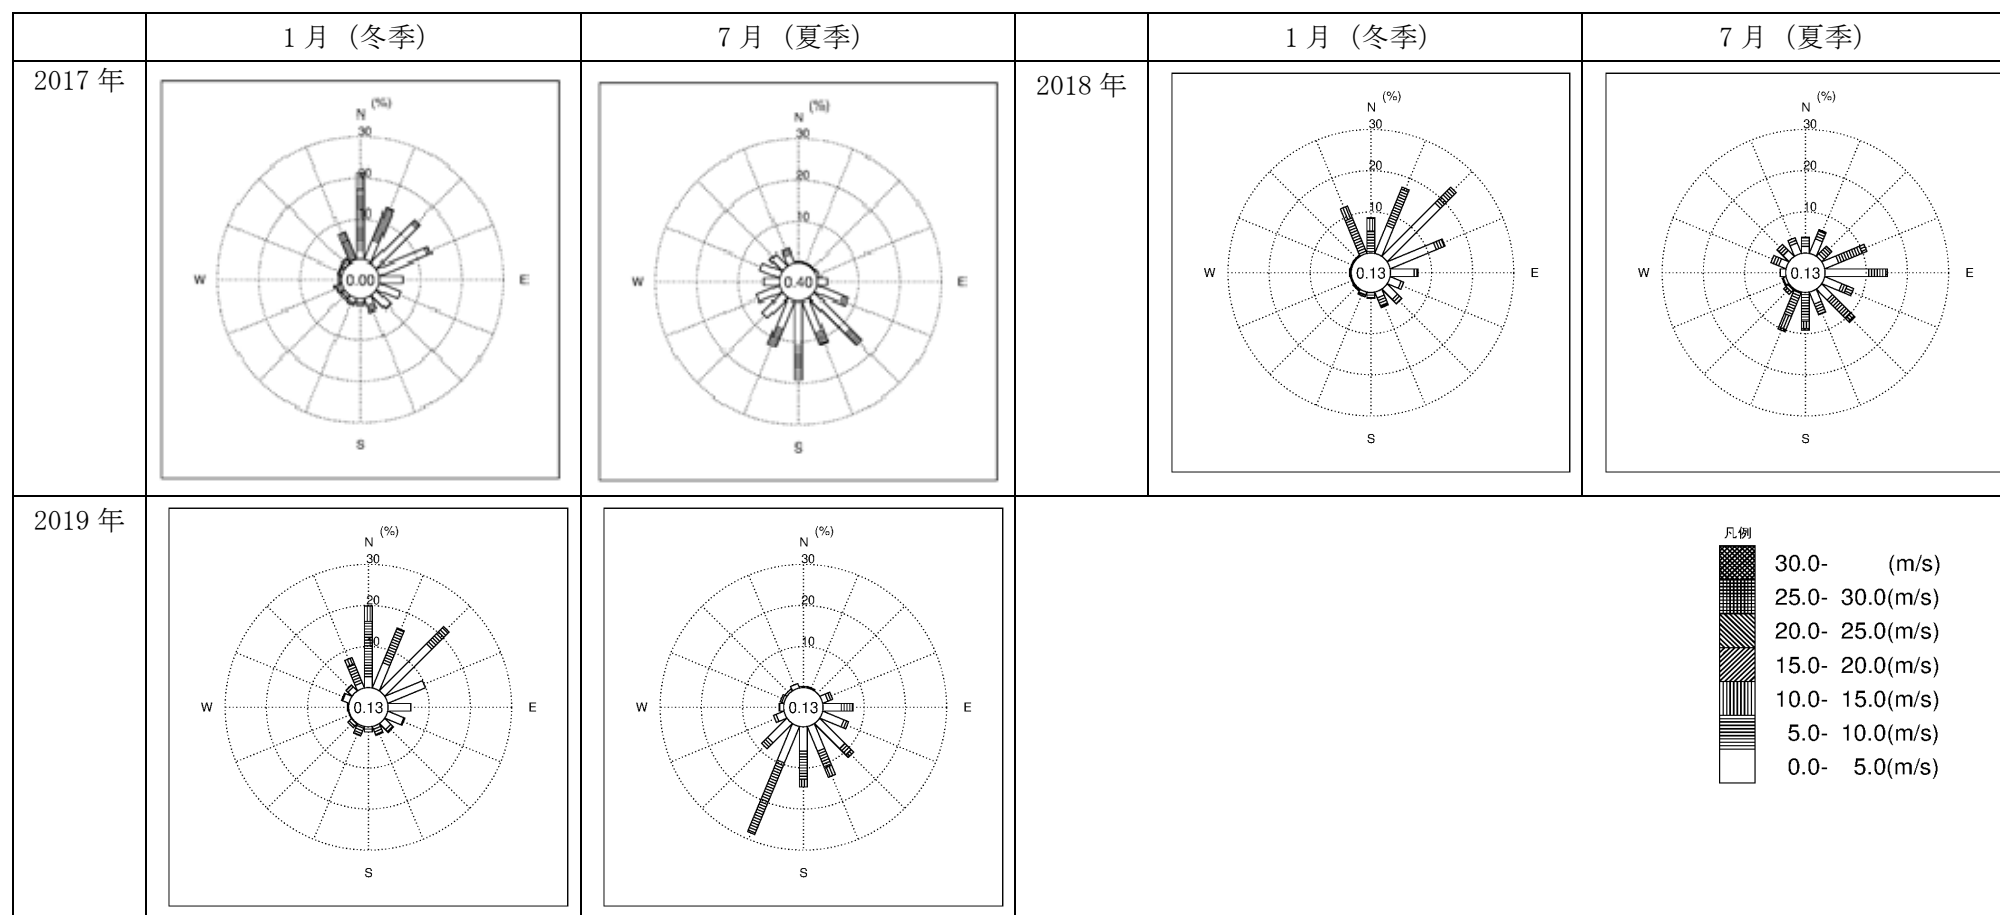 1月（冬季） 7月（夏季） 1月（冬季） 7月（夏季）
2017年
N (%)
30
20
10
W 0.00 E
S
N (%)
30
20
10
W 0.40 E
S
2018年
N (%)
30
20
10
W 0.13 E
S
N (%)
30
20
10
W 0.13 E
S
2019年
N (%)
30
20
10
W 0.13 E
S
N (%)
30
20
10
W 0.13 E
S
凡例
30.0- (m/s)
25.0- 30.0(m/s)
20.0- 25.0(m/s)
15.0- 20.0(m/s)
10.0- 15.0(m/s)
5.0- 10.0(m/s)
0.0- 5.0(m/s)